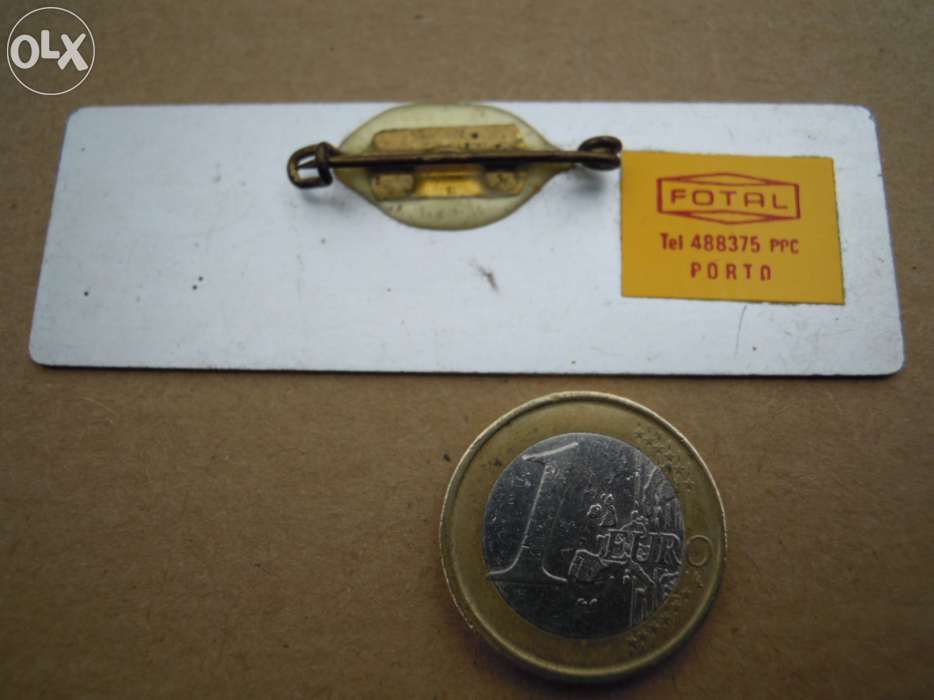 OLX
FOTAL
Tel 488375 PPC
PORTO
1
EURO